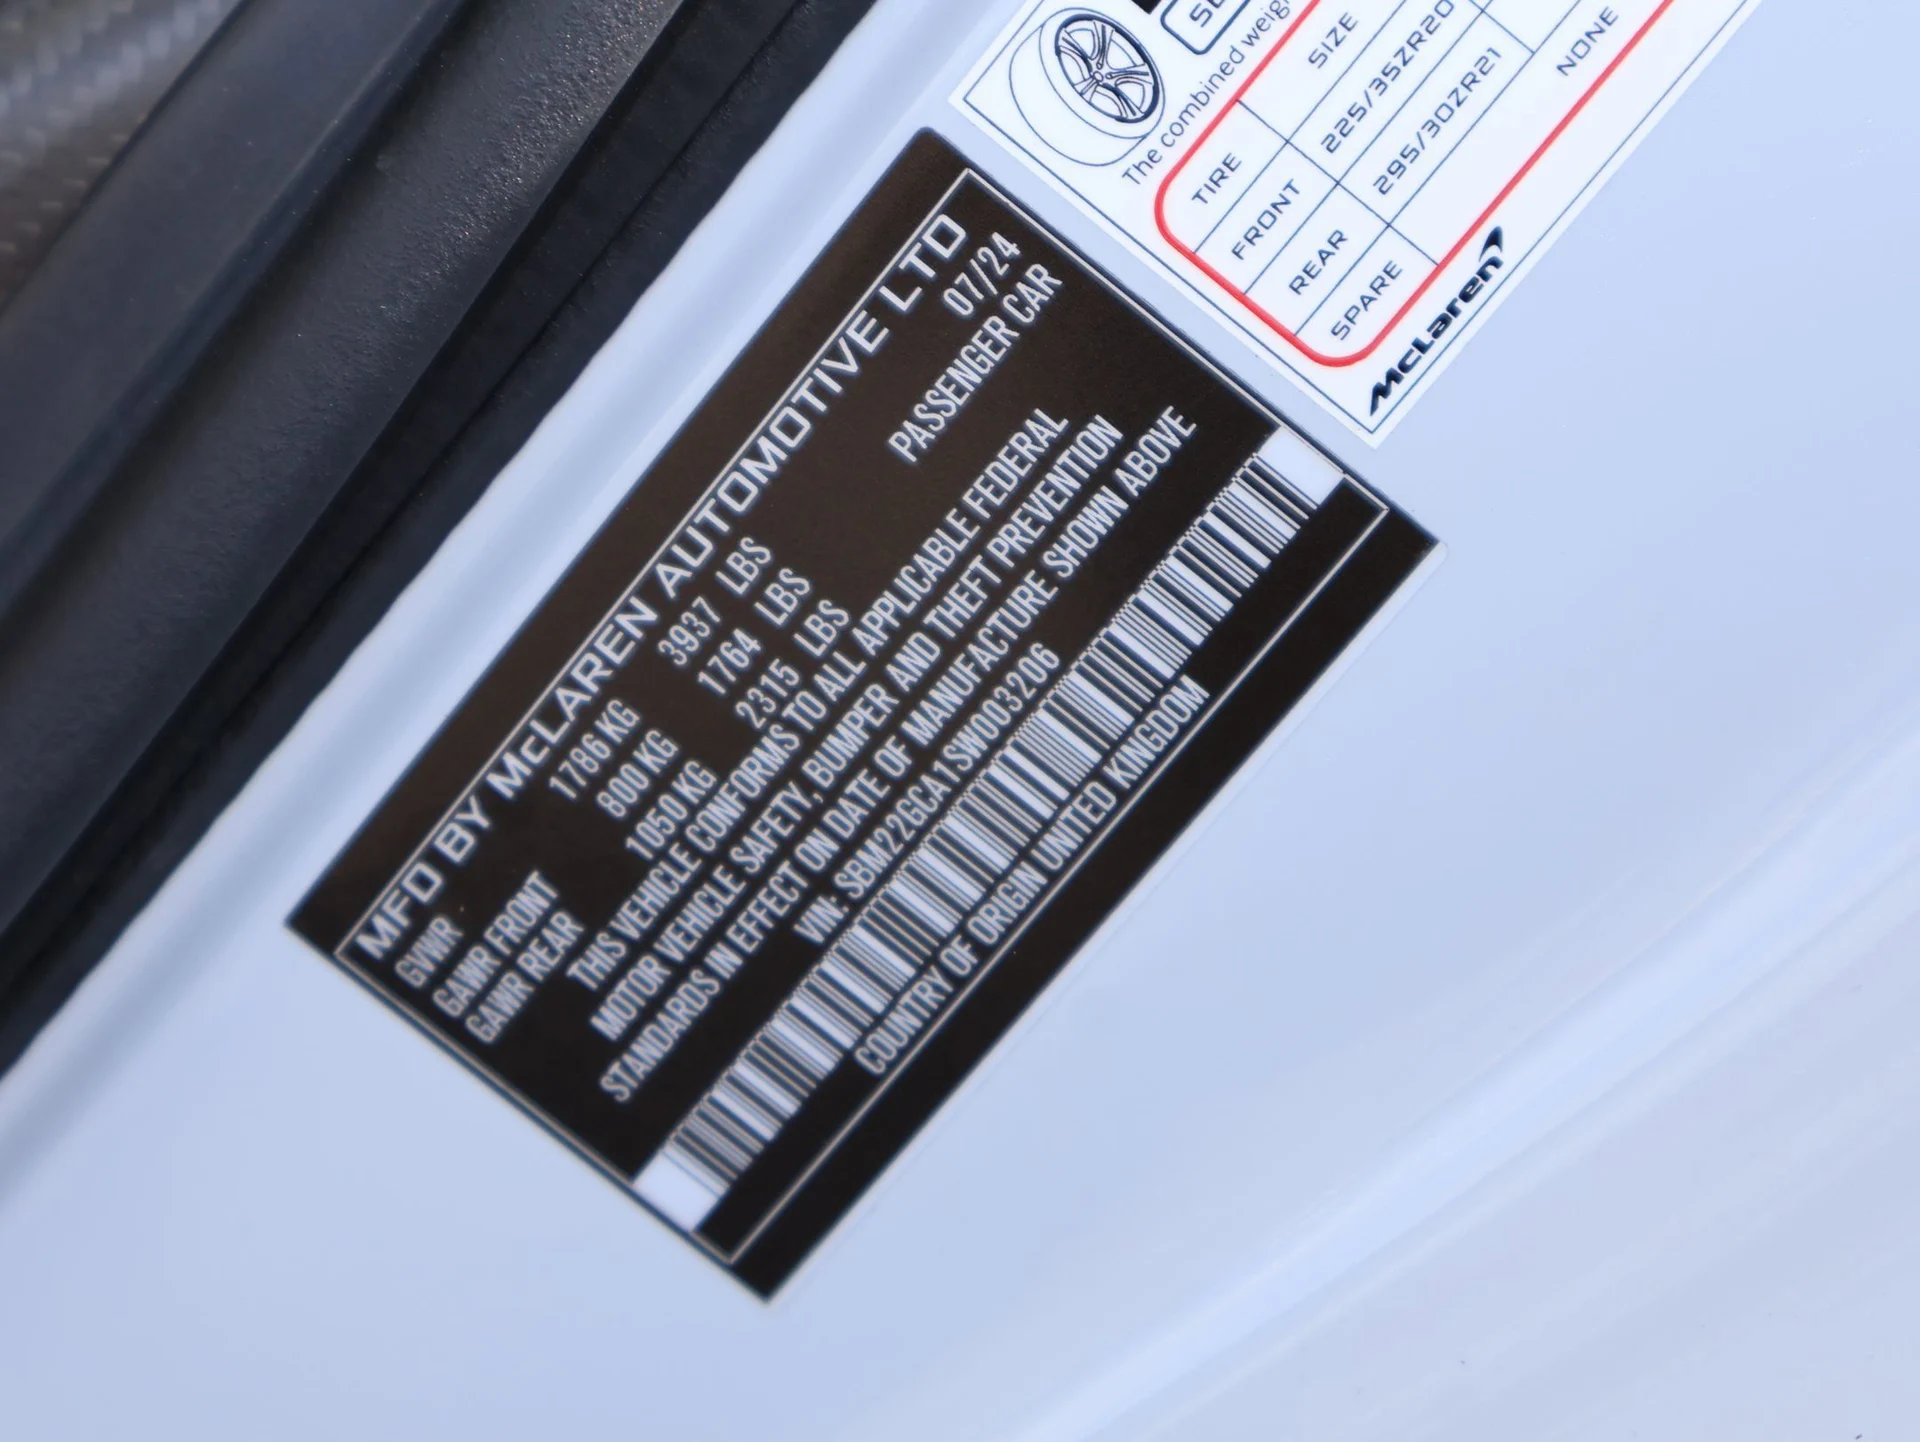 The combined
TIRE SIZE
FRONT 225/35ZR20
REAR 295/30ZR21
SPARE NONE
McLaren
MFD BY McLAREN AUTOMOTIVE LTD
07/24
GWR 1786 KG 3937 LBS PASSENGER CAR
GAWR FRONT 800 KG 1764 LBS
GAWR REAR 1050 KG 2315 LBS
THIS VEHICLE CONFORMS TO ALL APPLICABLE FEDERAL
MOTOR VEHICLE SAFETY, BUMPER AND THEFT PREVENTION
STANDARDS IN EFFECT ON DATE OF MANUFACTURE SHOWN ABOVE
VIN: SBM22GCA1SW003206
COUNTRY OF ORIGIN UNITED KINGDOM